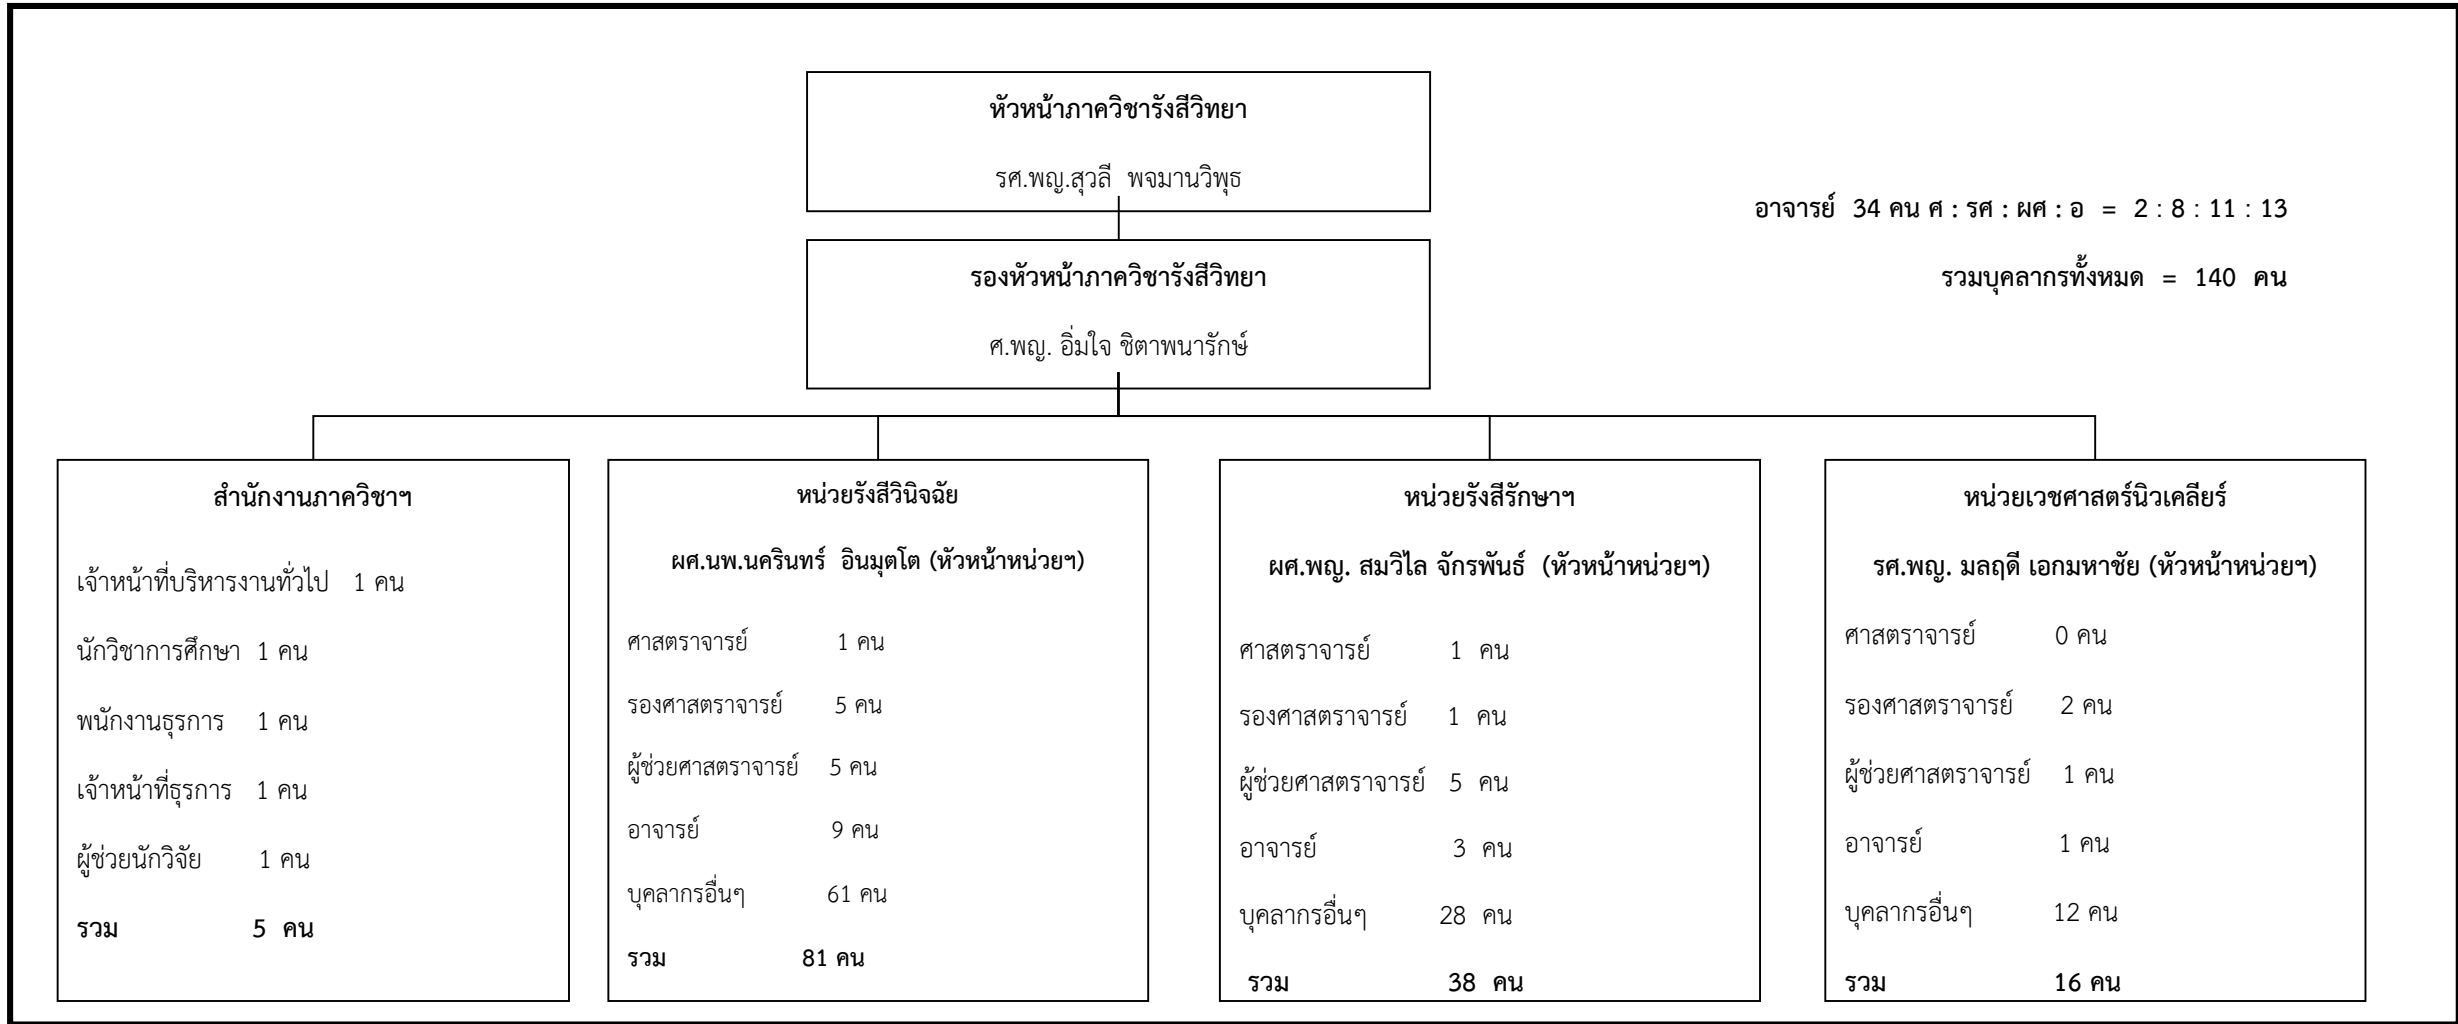 หัวหน้าภาควิชารังสีวิทยา
รศ.พญ.สุวลี พจมานวิพุธ
อาจารย์ 34 คน ศ : รศ : ผศ : อ = 2 : 8 : 11 : 13
รวมบุคลากรทั้งหมด = 140 คน
รองหัวหน้าภาควิชารังสีวิทยา
ศ.พญ. อิ่มใจ ชิตาพนารักษ์
สำนักงานภาควิชาฯ
เจ้าหน้าที่บริหารงานทั่วไป 1 คน
นักวิชาการศึกษา 1 คน
พนักงานธุรการ 1 คน
เจ้าหน้าที่ธุรการ 1 คน
ผู้ช่วยนักวิจัย 1 คน
รวม 5 คน
หน่วยรังสีวินิจฉัย
ผศ.นพ.นครินทร์ อินมุตโต (หัวหน้าหน่วยฯ)
ศาสตราจารย์ 1 คน
รองศาสตราจารย์ 5 คน
ผู้ช่วยศาสตราจารย์ 5 คน
อาจารย์ 9 คน
บุคลากรอื่นๆ 61 คน
รวม 81 คน
หน่วยรังสีรักษาฯ
ผศ.พญ. สมวิไล จักรพันธ์ (หัวหน้าหน่วยฯ)
ศาสตราจารย์ 1 คน
รองศาสตราจารย์ 1 คน
ผู้ช่วยศาสตราจารย์ 5 คน
อาจารย์ 3 คน
บุคลากรอื่นๆ 28 คน
รวม 38 คน
หน่วยเวชศาสตร์นิวเคลียร์
รศ.พญ. มลฤดี เอกมหาชัย (หัวหน้าหน่วยฯ)
ศาสตราจารย์ 0 คน
รองศาสตราจารย์ 2 คน
ผู้ช่วยศาสตราจารย์ 1 คน
อาจารย์ 1 คน
บุคลากรอื่นๆ 12 คน
รวม 16 คน